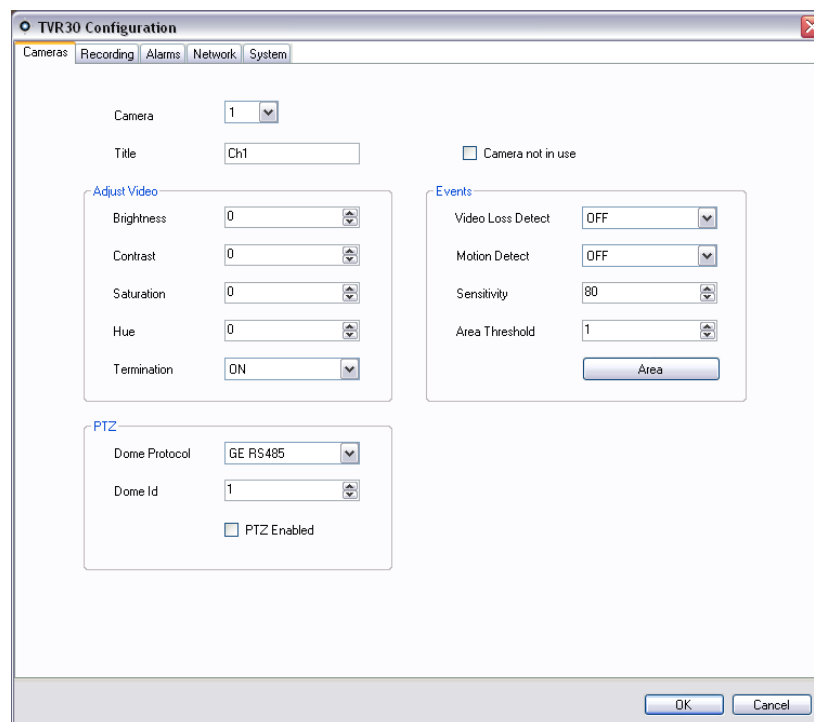 TVR30 Configuration
Cameras Recording Alarms Network System
Camera 1
Title Ch1 Camera not in use
Adjust Video
Brightness 0
Contrast 0
Saturation 0
Hue 0
Termination ON
Events
Video Loss Detect OFF
Motion Detect OFF
Sensitivity 80
Area Threshold 1
Area
PTZ
Dome Protocol GE RS485
Dome Id 1
PTZ Enabled
OK Cancel